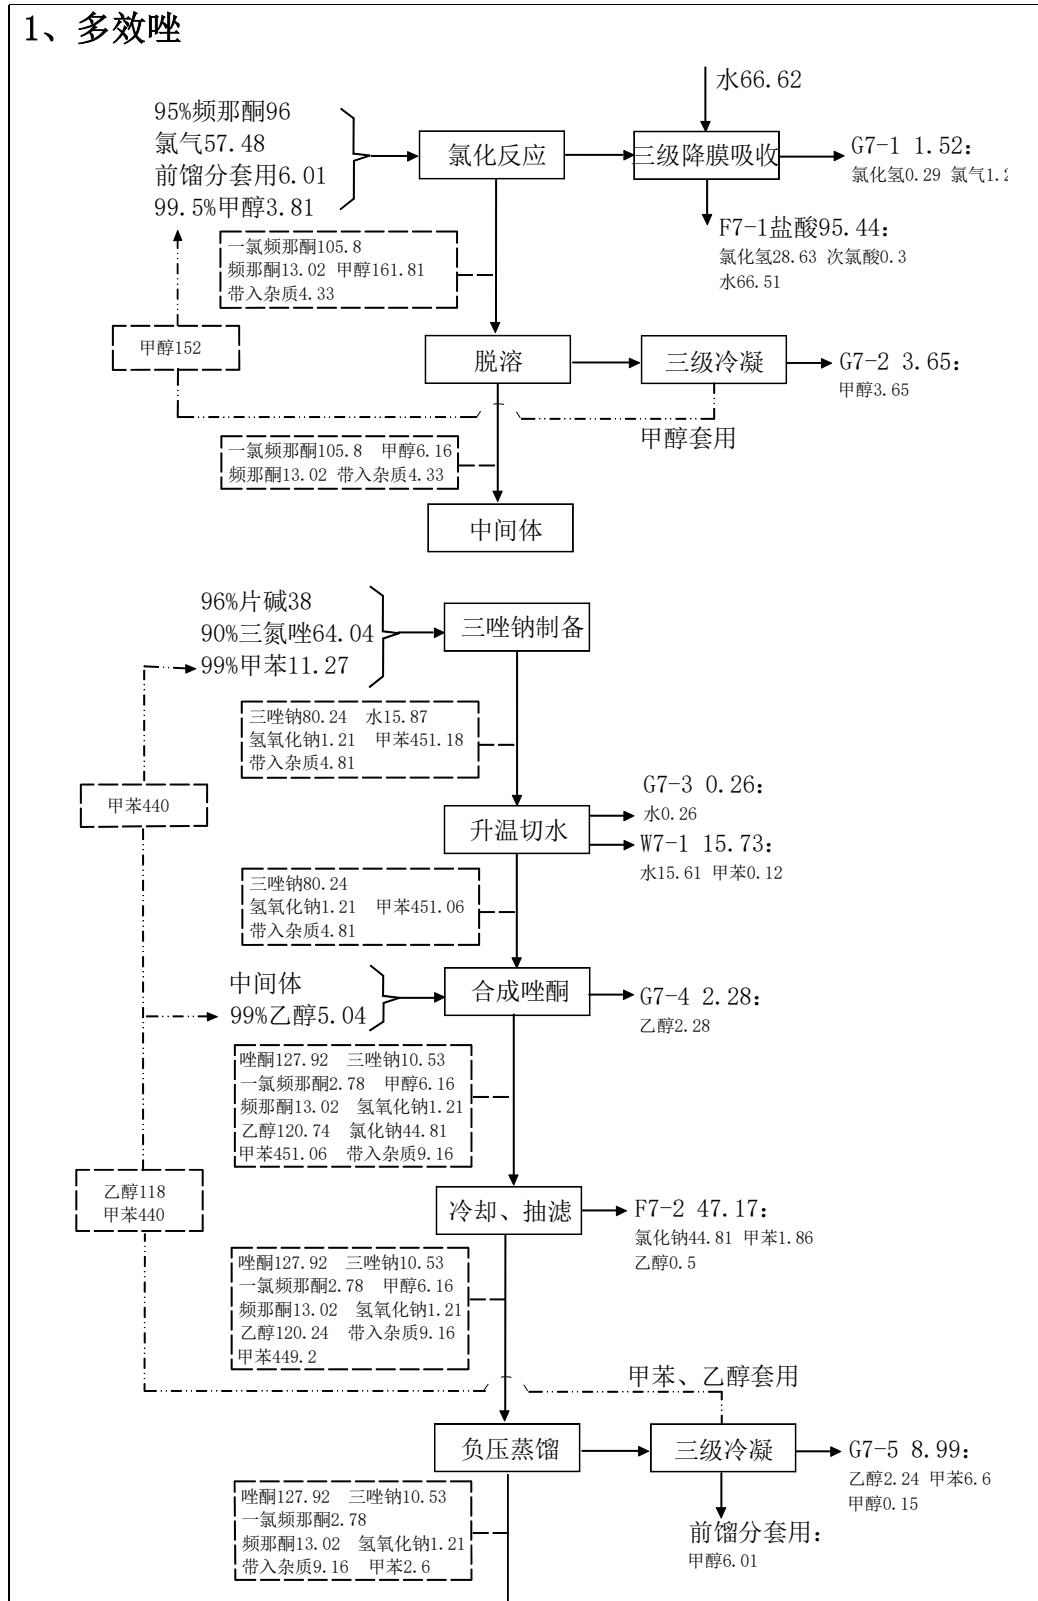 1、多效唑
水66.62
95%频那酮96
氯气57.48
前馏分套用6.01
99.5%甲醇3.81
氯化反应
三级降膜吸收
G7-1 1.52：
氯化氢0.29 氯气1.2
F7-1盐酸95.44：
氯化氢28.63 次氯酸0.3
水66.51
一氯频那酮105.8
频那酮13.02 甲醇161.81
带入杂质4.33
甲醇152
脱溶
三级冷凝
G7-2 3.65：
甲醇3.65
甲醇套用
一氯频那酮105.8 甲醇6.16
频那酮13.02 带入杂质4.33
中间体
96%片碱38
90%三氮唑64.04
99%甲苯11.27
三唑钠制备
三唑钠80.24 水15.87
氢氧化钠1.21 甲苯451.18
带入杂质4.81
甲苯440
升温切水
G7-3 0.26：
水0.26
W7-1 15.73：
水15.61 甲苯0.12
三唑钠80.24
氢氧化钠1.21 甲苯451.06
带入杂质4.81
中间体
99%乙醇5.04
合成唑酮
G7-4 2.28：
乙醇2.28
唑酮127.92 三唑钠10.53
一氯频那酮2.78 甲醇6.16
频那酮13.02 氢氧化钠1.21
乙醇120.74 氯化钠44.81
甲苯451.06 带入杂质9.16
乙醇118
甲苯440
冷却、抽滤
F7-2 47.17：
氯化钠44.81 甲苯1.86
乙醇0.5
唑酮127.92 三唑钠10.53
一氯频那酮2.78 甲醇6.16
频那酮13.02 氢氧化钠1.21
乙醇120.24 带入杂质9.16
甲苯449.2
甲苯、乙醇套用
负压蒸馏
三级冷凝
G7-5 8.99：
乙醇2.24 甲苯6.6
甲醇0.15
前馏分套用：
甲醇6.01
唑酮127.92 三唑钠10.53
一氯频那酮2.78
频那酮13.02 氢氧化钠1.21
带入杂质9.16 甲苯2.6